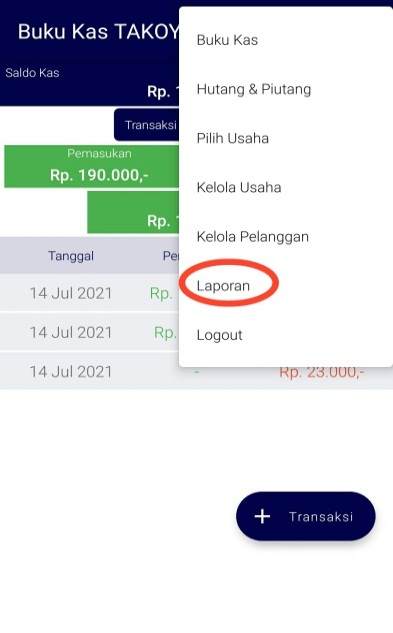 Buku Kas TAKOY
Buku Kas
Saldo Kas
Rp. 1
Hutang & Piutang
Transaksi
Pilih Usaha
Pemasukan
Rp. 190.000,-
Kelola Usaha
Rp. 1
Kelola Pelanggan
Tanggal
Pe
Laporan
14 Jul 2021
Rp.
14 Jul 2021
Rp.
Logout
14 Jul 2021 - Rp. 23.000,-
+ Transaksi